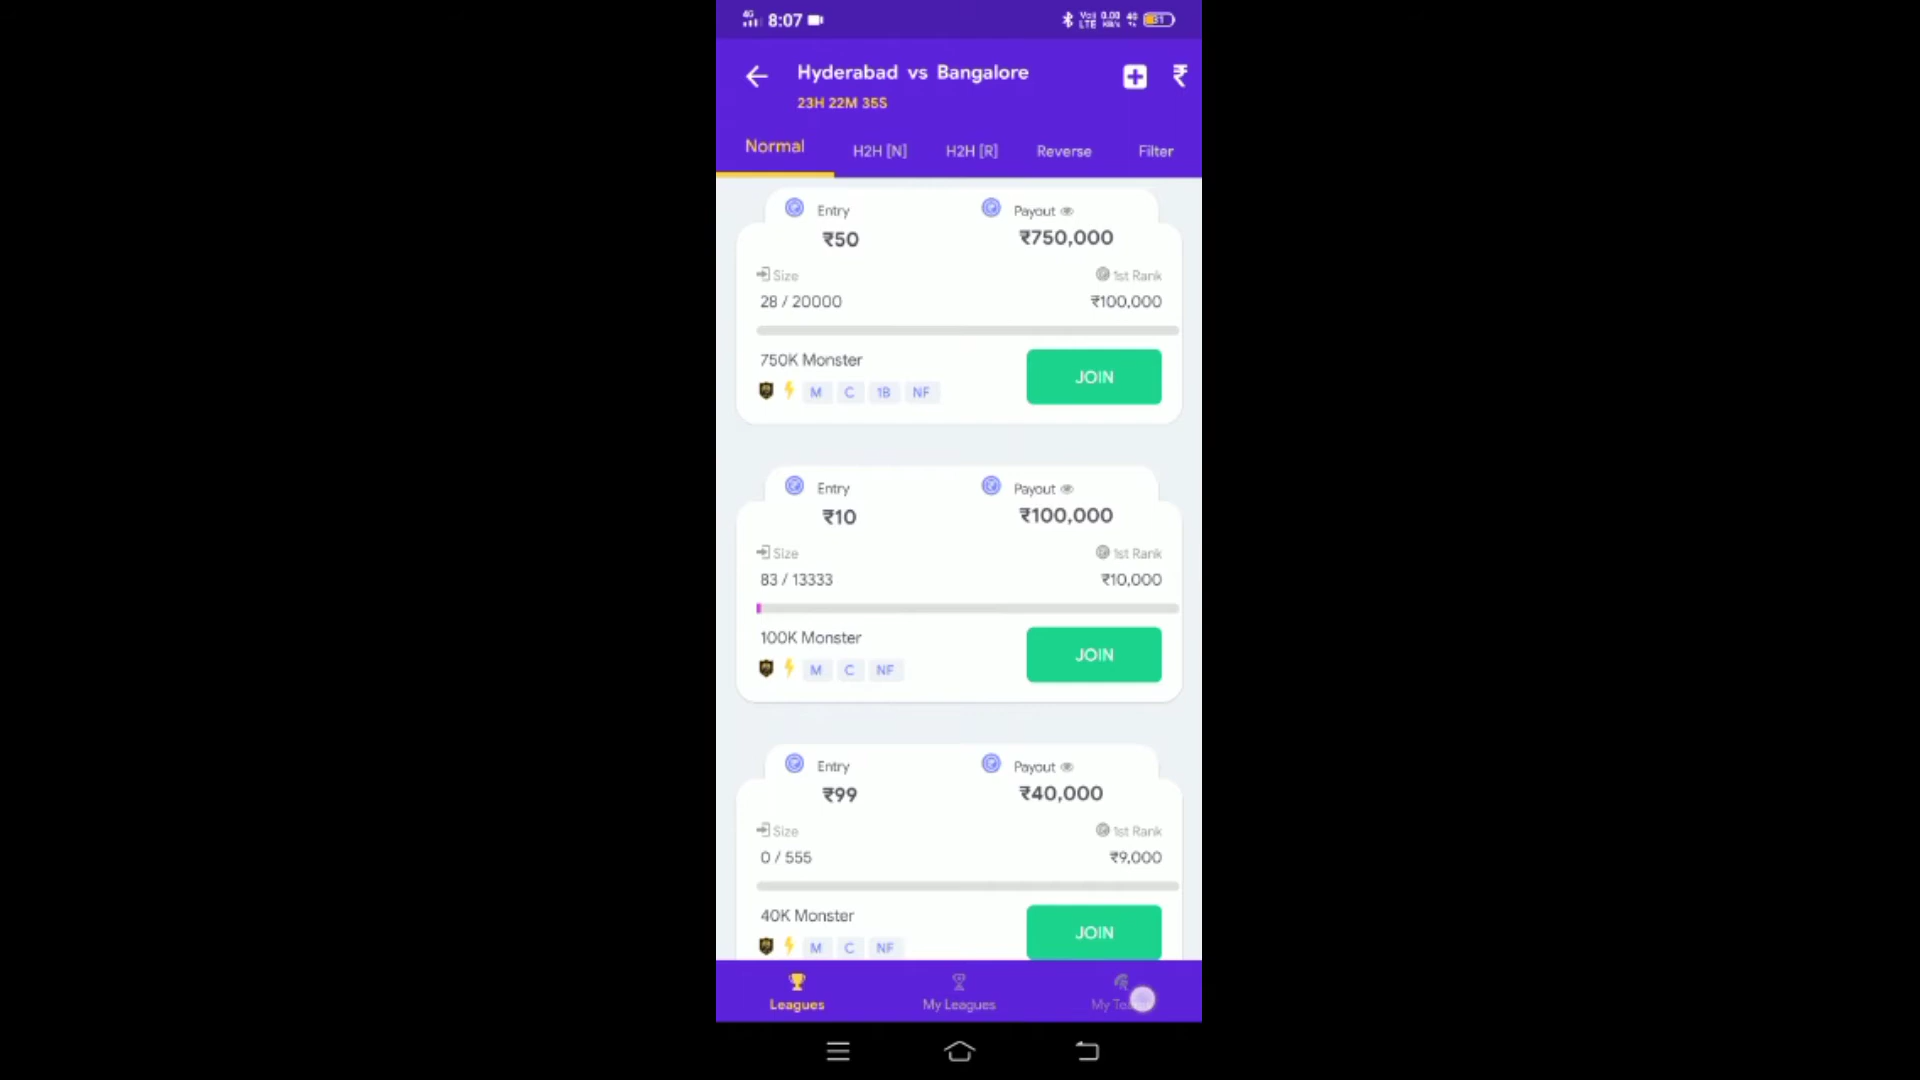 8:07
Hyderabad vs Bangalore
23H 22M 35S
Normal H2H [N] H2H [R] Reverse Filter
Entry Payout
₹50 ₹750,000
Size 1st Rank
28 / 20000 ₹100,000
750K Monster
JOIN
M C 1B NF
Entry Payout
₹10 ₹100,000
Size 1st Rank
83 / 13333 ₹10,000
100K Monster
JOIN
M C NF
Entry Payout
₹99 ₹40,000
Size 1st Rank
0 / 555 ₹9,000
40K Monster
JOIN
M C NF
Leagues My Leagues My